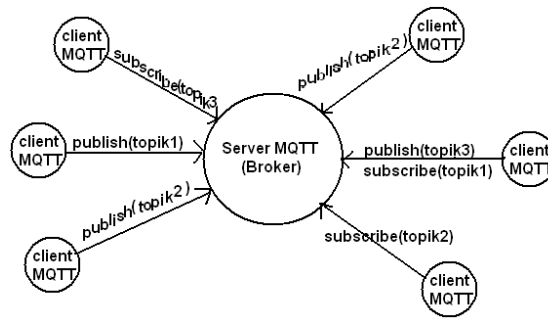 client
MQTT
subscribe(topik3
client
MQTT
publish(topik2)
client
MQTT
publish(topik1)
Server MQTT
(Broker)
publish(topik3)
subscribe(topik1)
client
MQTT
client
MQTT
publish(topik2)
subscribe(topik2)
client
MQTT